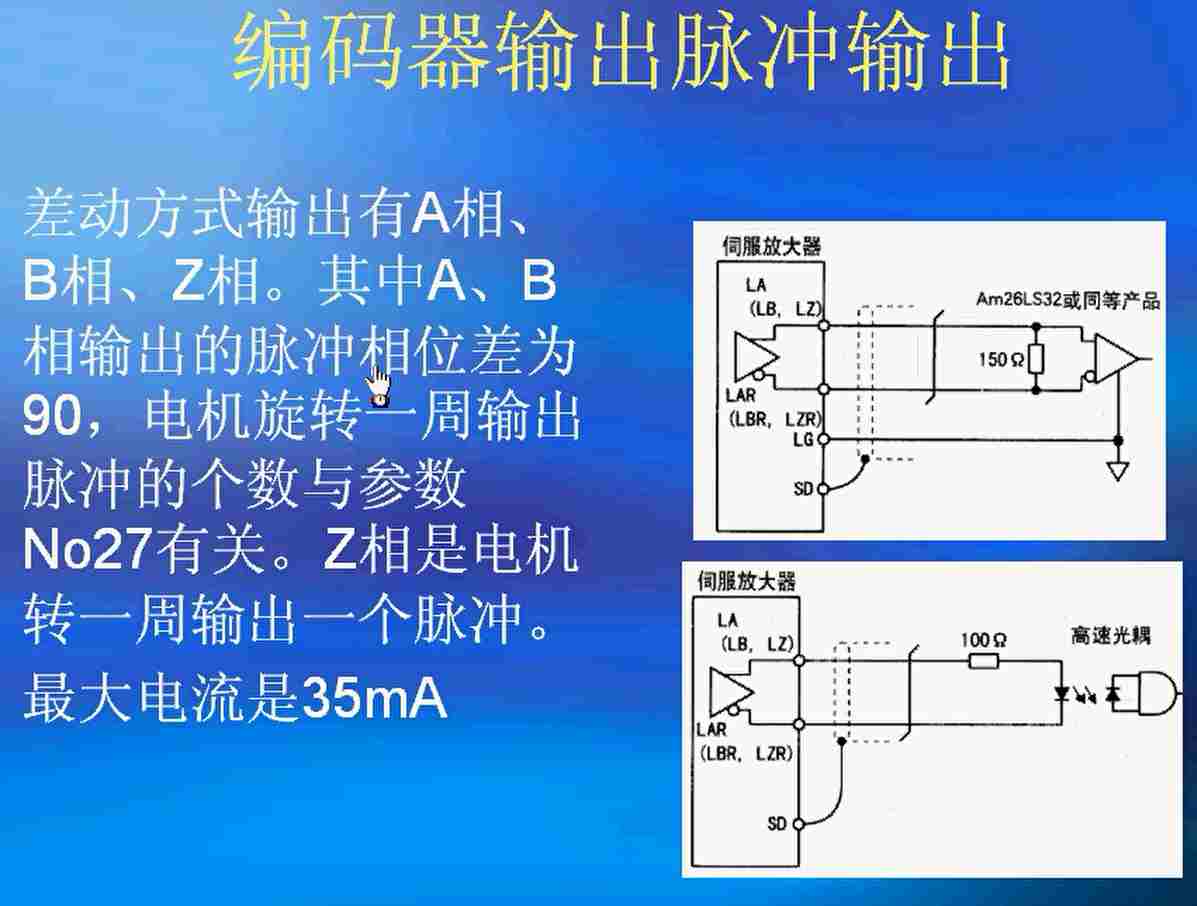 编码器输出脉冲输出
差动方式输出有A相、
B相、Z相。其中A、B
相输出的脉冲相位差为
90，电机旋转一周输出
脉冲的个数与参数
No27有关。Z相是电机
转一周输出一个脉冲。
最大电流是35mA
伺服放大器
LA
(LB, LZ)
Am26LS32或同等产品
150Ω
LAR
(LBR, LZR)
LG
SD
伺服放大器
LA
(LB, LZ)
100Ω
高速光耦
LAR
(LBR, LZR)
SD